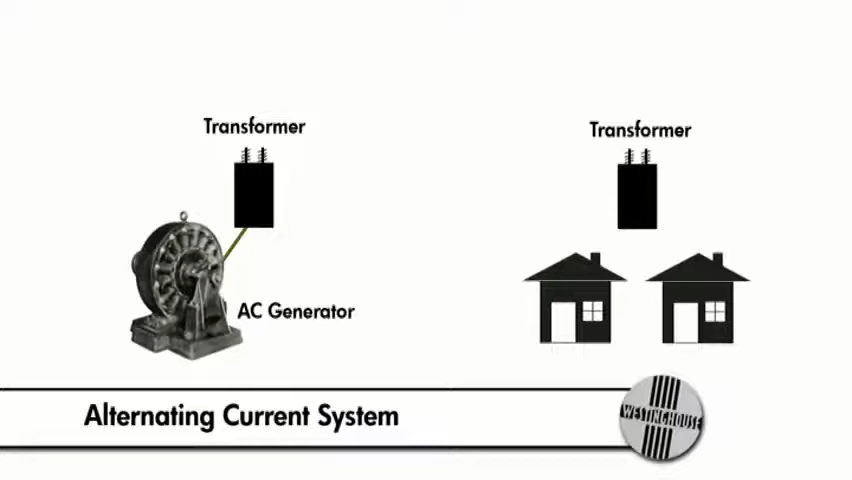 Transformer
Transformer
AC Generator
Alternating Current System
WESTINGHOUSE